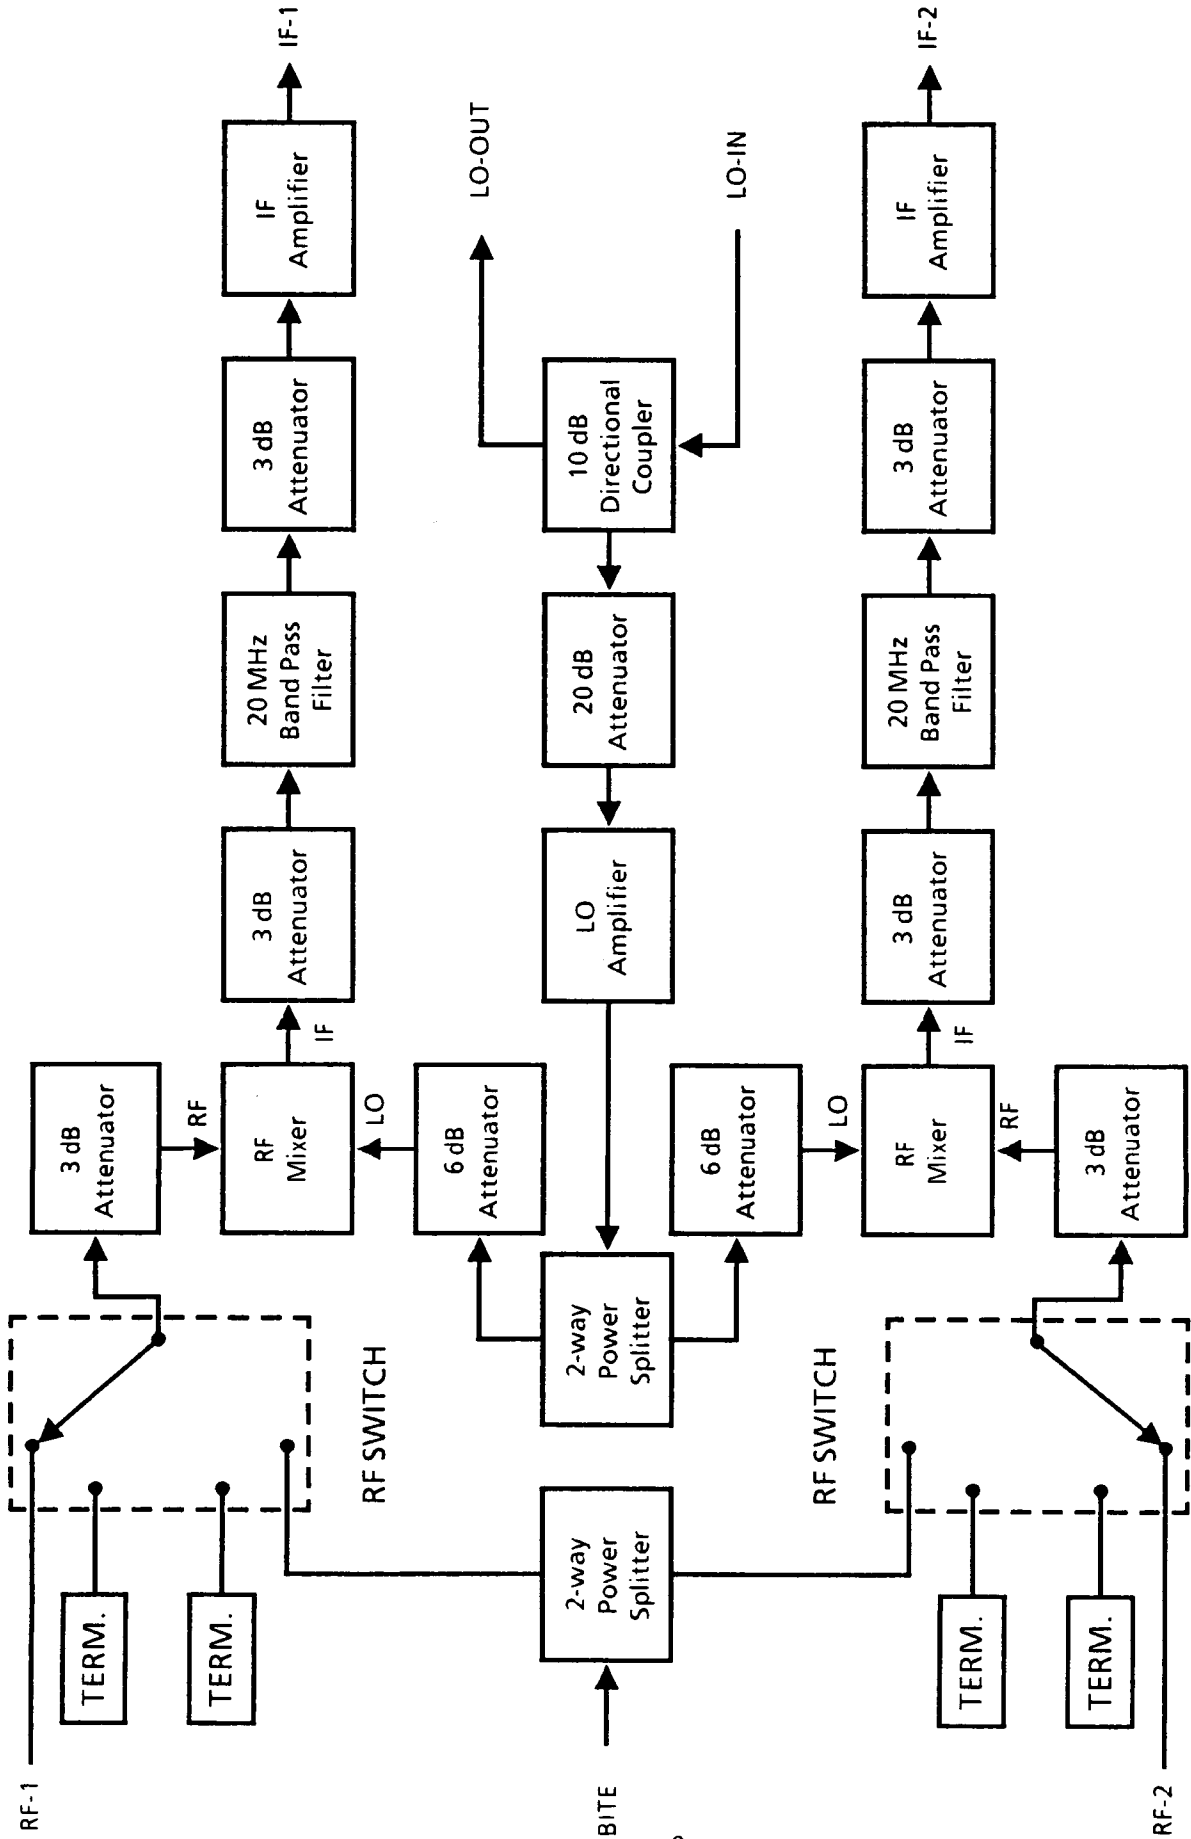 RF-1
TERM.
TERM.
RF SWITCH
3 dB
Attenuator
RF
RF
Mixer
IF
LO
6 dB
Attenuator
3 dB
Attenuator
20 MHz
Band Pass
Filter
3 dB
Attenuator
IF
Amplifier
IF-1
BITE
2-way
Power
Splitter
2-way
Power
Splitter
LO
Amplifier
20 dB
Attenuator
10 dB
Directional
Coupler
LO-OUT
LO-IN
RF-2
TERM.
TERM.
RF SWITCH
6 dB
Attenuator
LO
RF
Mixer
IF
RF
3 dB
Attenuator
3 dB
Attenuator
20 MHz
Band Pass
Filter
3 dB
Attenuator
IF
Amplifier
IF-2